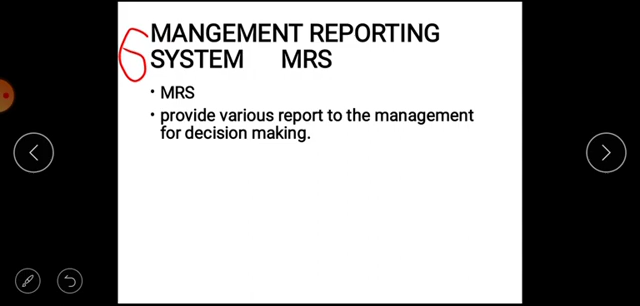 6 MANGEMENT REPORTING
SYSTEM MRS
• MRS
• provide various report to the management
for decision making.